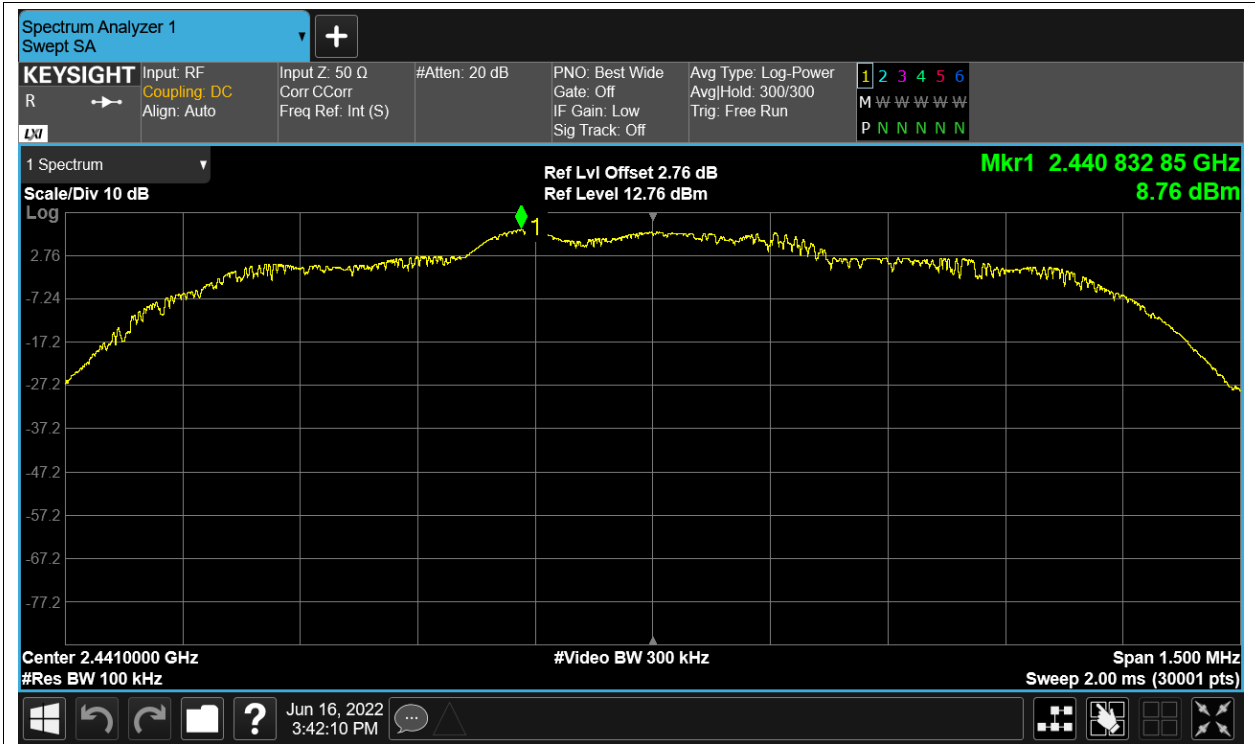 Spectrum Analyzer 1
Swept SA
KEYSIGHT
R
LXI
Input: RF
Coupling: DC
Align: Auto
Input Z: 50 Ω
Corr CCorr
Freq Ref: Int (S)
#Atten: 20 dB
PNO: Best Wide
Gate: Off
IF Gain: Low
Sig Track: Off
Avg Type: Log-Power
Avg|Hold: 300/300
Trig: Free Run
1 2 3 4 5 6
M W W W W W
P N N N N N
1 Spectrum
Scale/Div 10 dB
Log
Ref Lvl Offset 2.76 dB
Ref Level 12.76 dBm
Mkr1 2.440 832 85 GHz
8.76 dBm
1
2.76
-7.24
-17.2
-27.2
-37.2
-47.2
-57.2
-67.2
-77.2
Center 2.4410000 GHz
#Res BW 100 kHz
#Video BW 300 kHz
Span 1.500 MHz
Sweep 2.00 ms (30001 pts)
?
Jun 16, 2022
3:42:10 PM